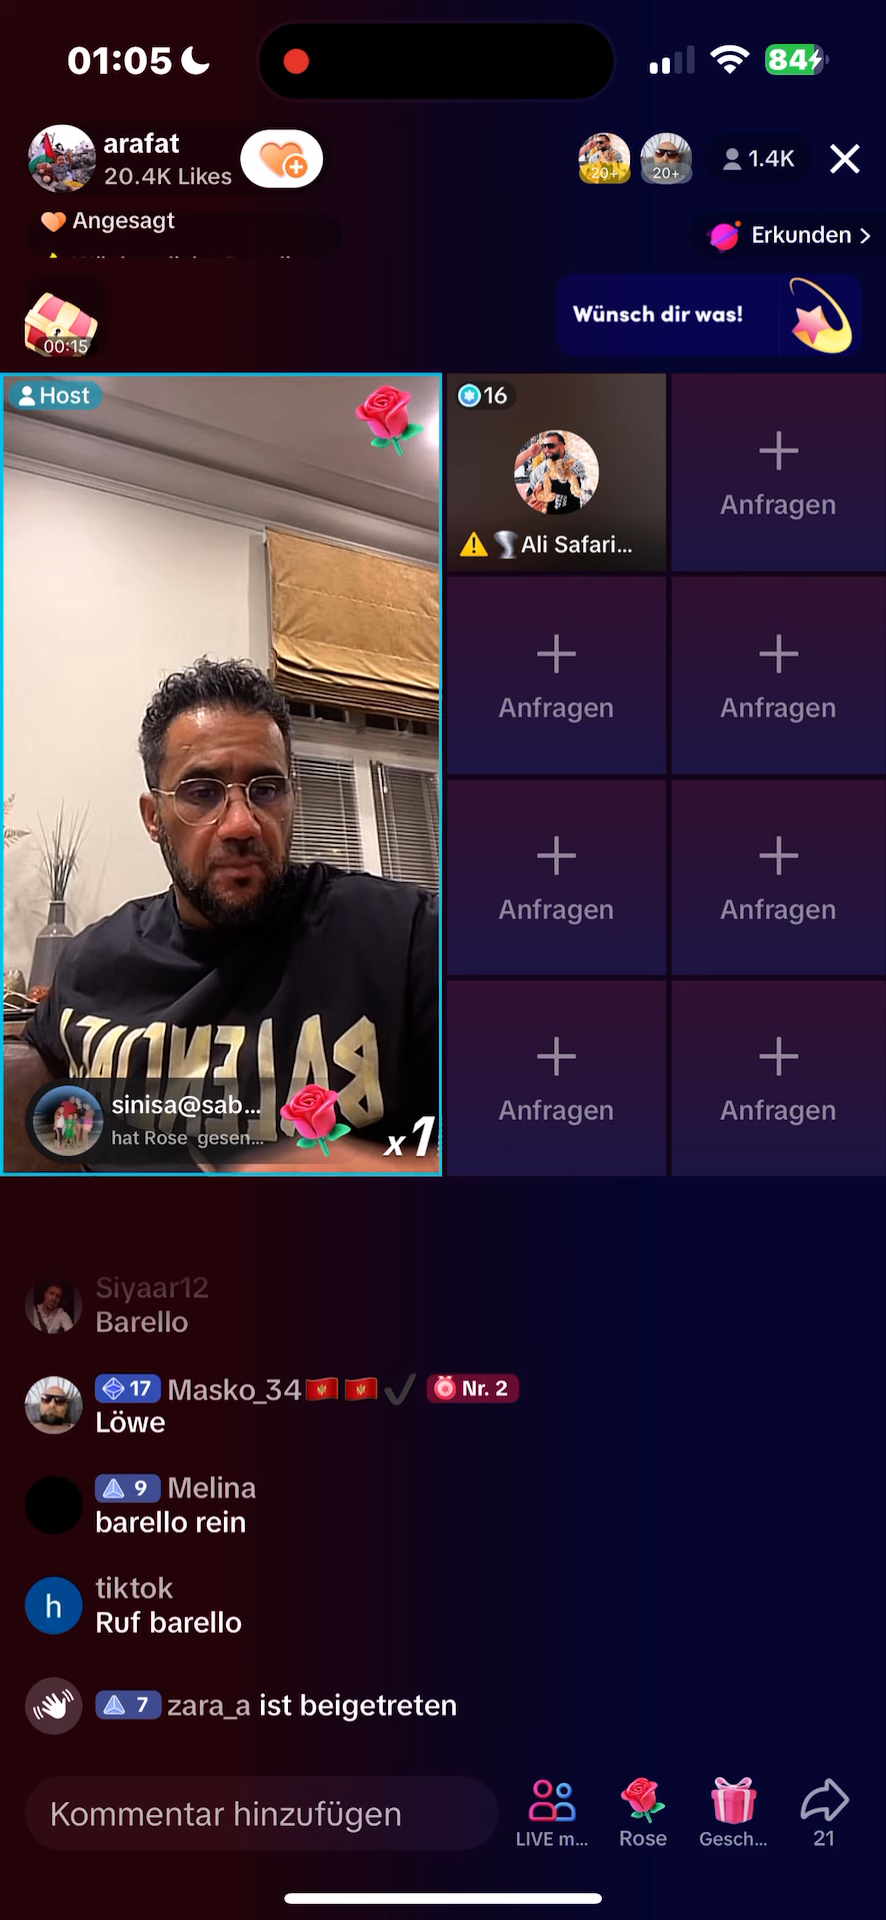 01:05
84
arafat
20.4K Likes
20+
20+
1.4K
Angesagt
Erkunden >
00:15
Wünsch dir was!
Host
16
Ali Safari...
Anfragen
Anfragen
Anfragen
Anfragen
Anfragen
Anfragen
Anfragen
sinisa@sab...
hat Rose gesen...
x1
Siyaar12
Barello
17 Masko_34 Nr. 2
Löwe
9 Melina
barello rein
h
tiktok
Ruf barello
7 zara_a ist beigetreten
Kommentar hinzufügen
LIVE m...
Rose
Gesch...
21